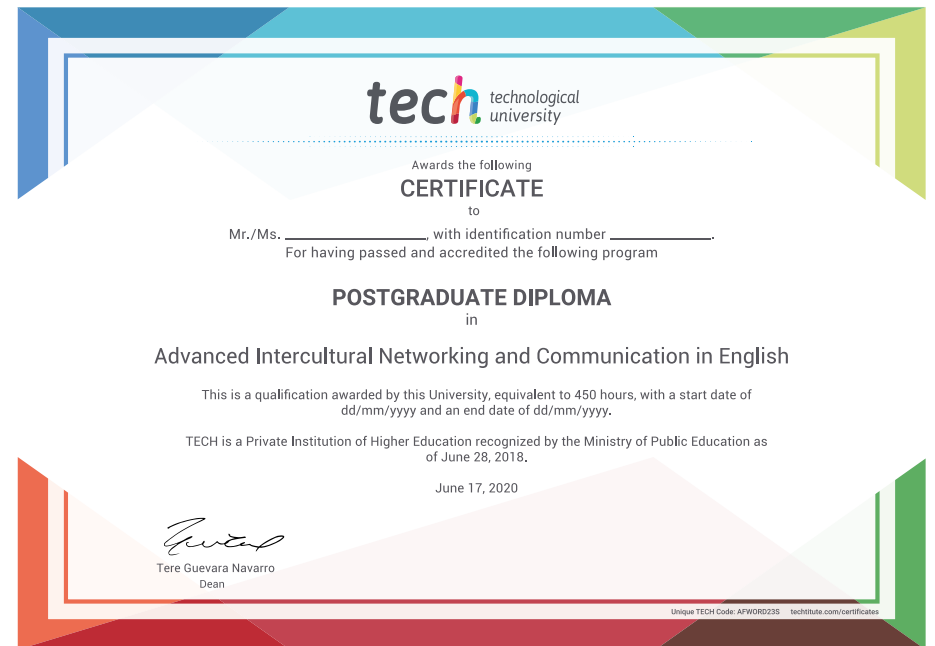 tech technological
university
Awards the following
CERTIFICATE
to
Mr./Ms. ____________________, with identification number ______________.
For having passed and accredited the following program
POSTGRADUATE DIPLOMA
in
Advanced Intercultural Networking and Communication in English
This is a qualification awarded by this University, equivalent to 450 hours, with a start date of
dd/mm/yyyy and an end date of dd/mm/yyyy.
TECH is a Private Institution of Higher Education recognized by the Ministry of Public Education as
of June 28, 2018.
June 17, 2020
Tere Guevara Navarro
Dean
Unique TECH Code: AFWORD23S techtitute.com/certificates